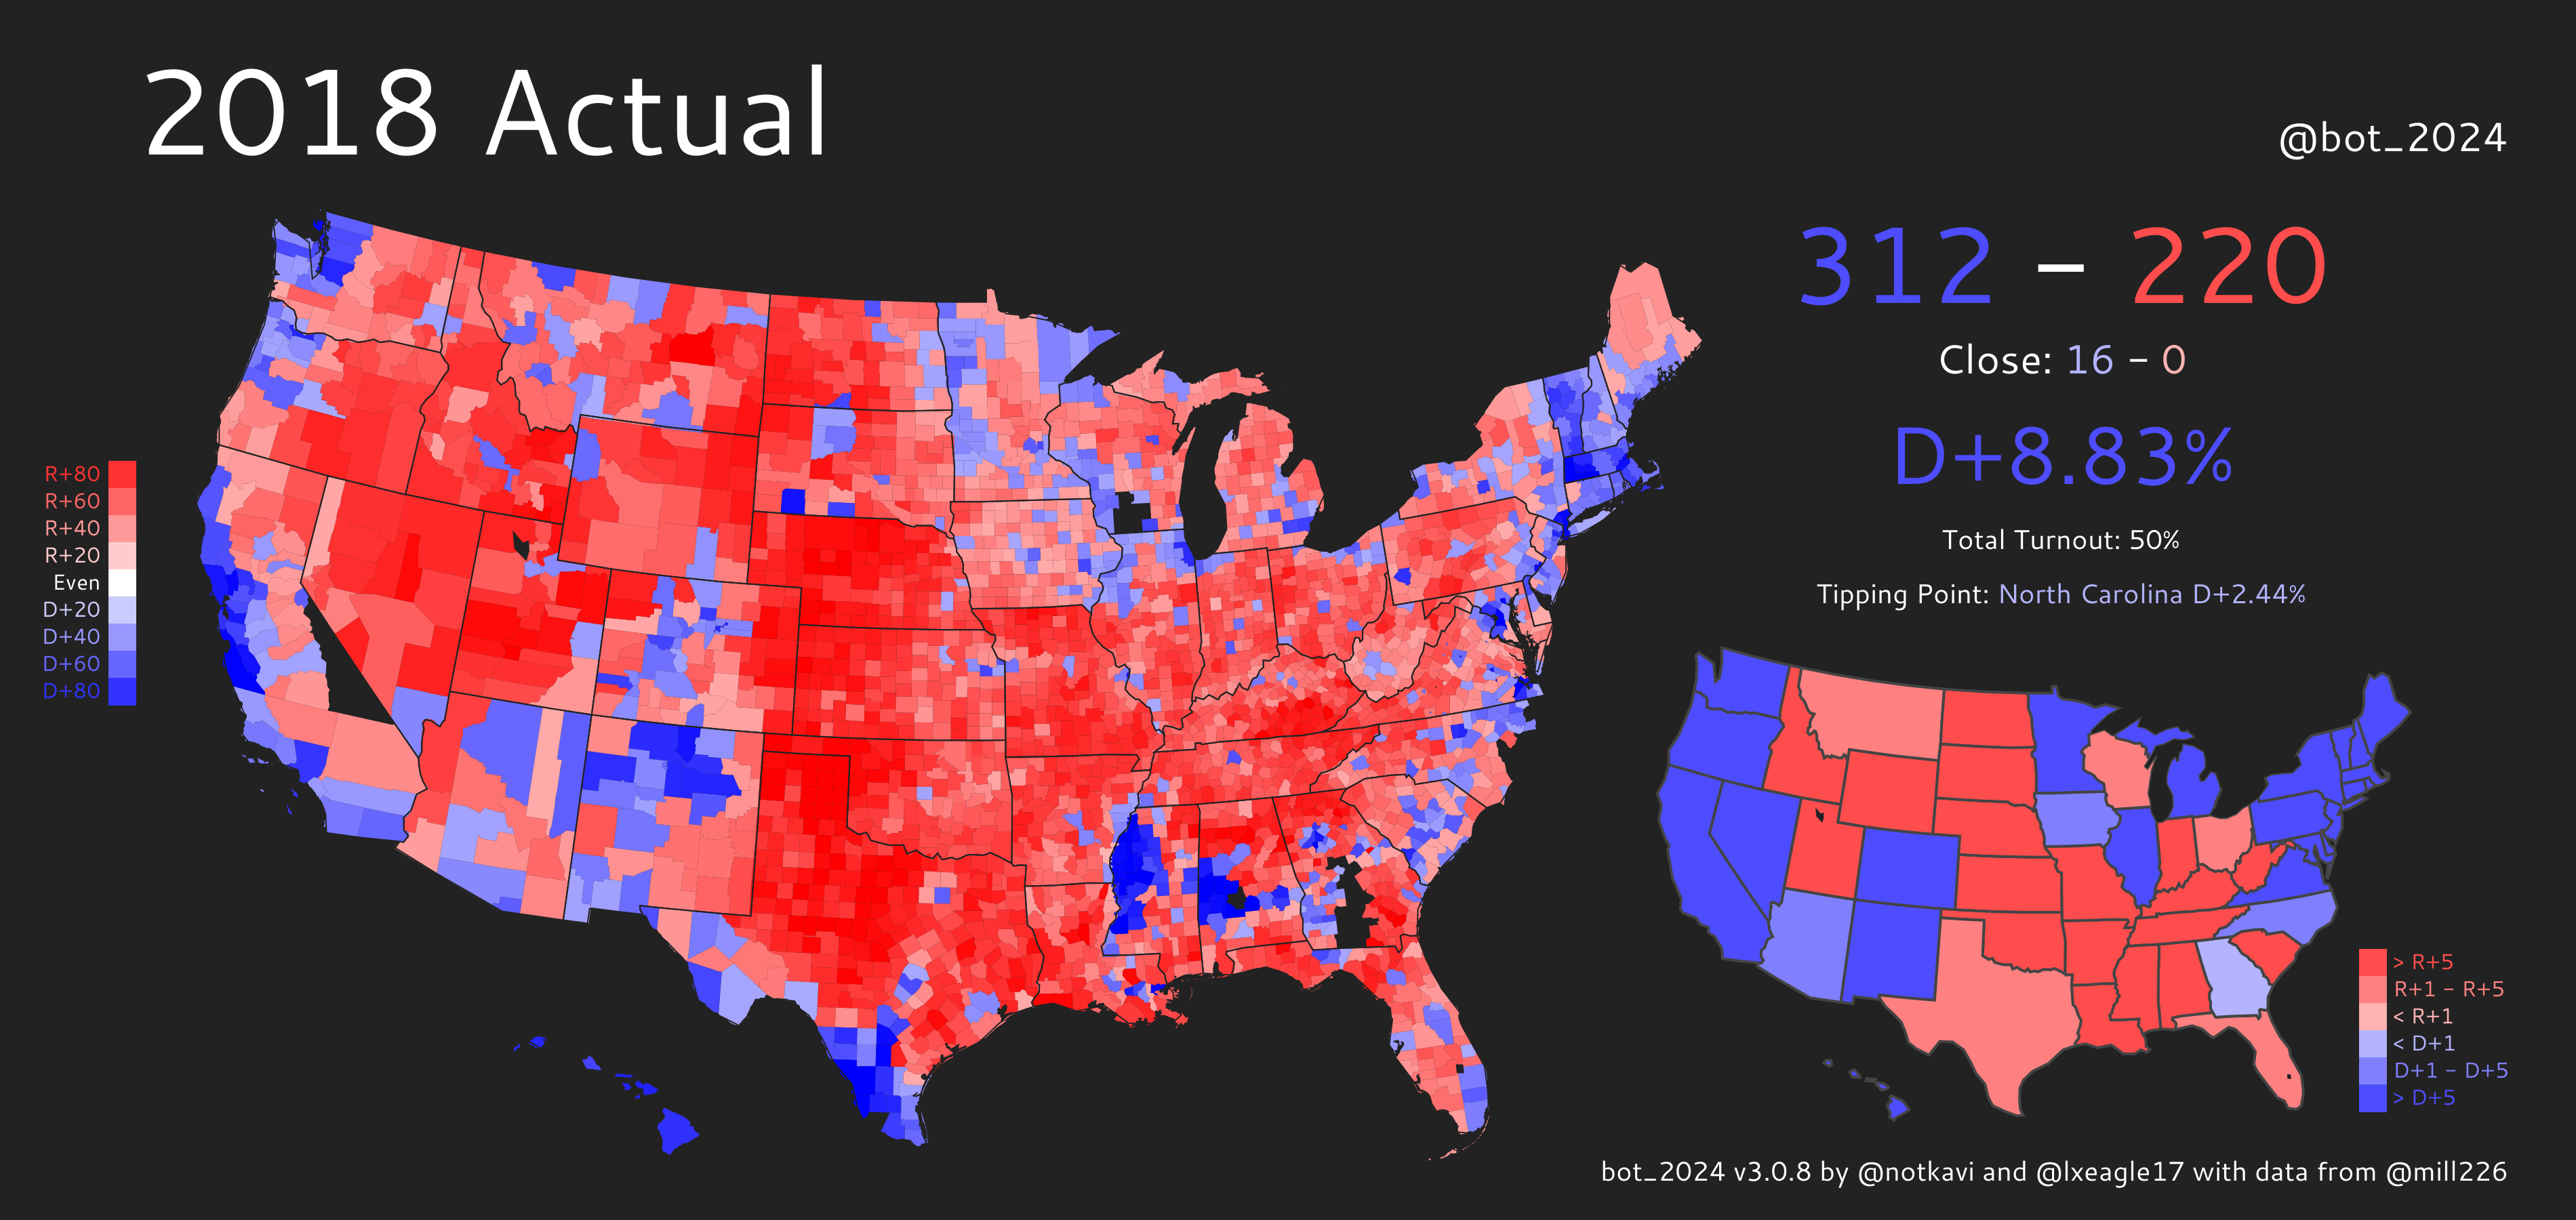 2018 Actual
@bot_2024
312 – 220
Close: 16 – 0
D+8.83%
Total Turnout: 50%
Tipping Point: North Carolina D+2.44%
R+80
R+60
R+40
R+20
Even
D+20
D+40
D+60
D+80
> R+5
R+1 – R+5
< R+1
< D+1
D+1 – D+5
> D+5
bot_2024 v3.0.8 by @notkavi and @lxeagle17 with data from @mill226